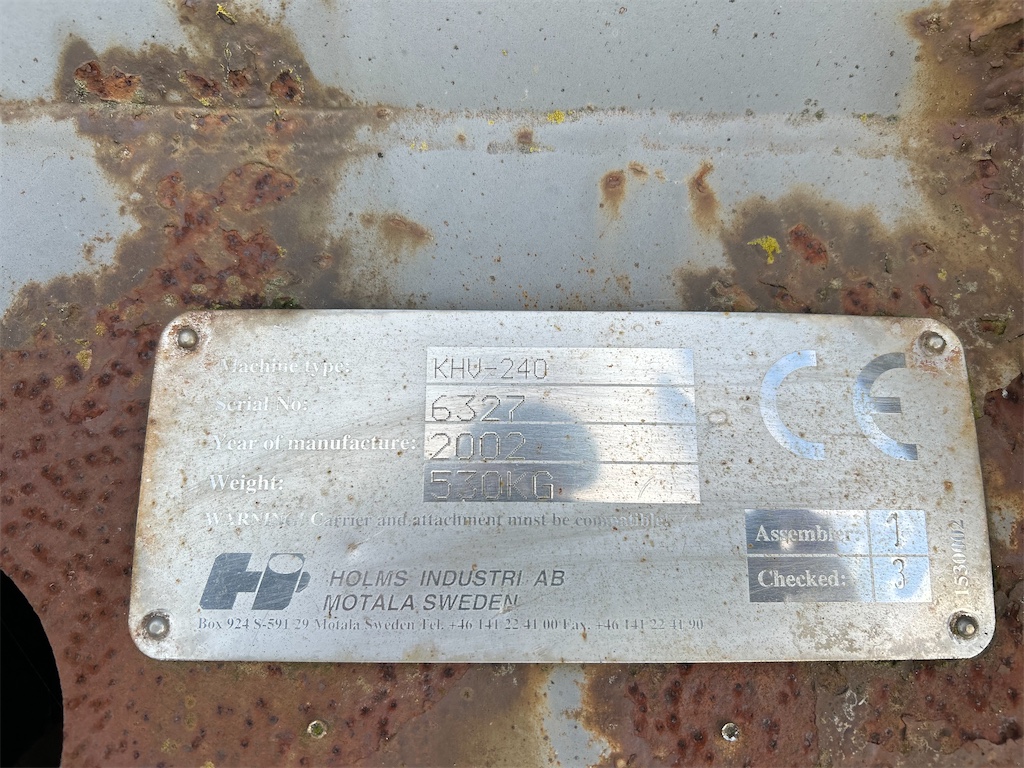 Machine type: KHV-240
Serial No: 6327
Year of manufacture: 2002
Weight: 530KG
WARNING! Carrier and attachment must be compatible
Assembler: 1
Checked: 3
HOLMS INDUSTRI AB
MOTALA SWEDEN
Box 924 S-591 29 Motala Sweden Tel. +46 141 22 41 00 Fax. +46 141 22 41 90
1530002
CE